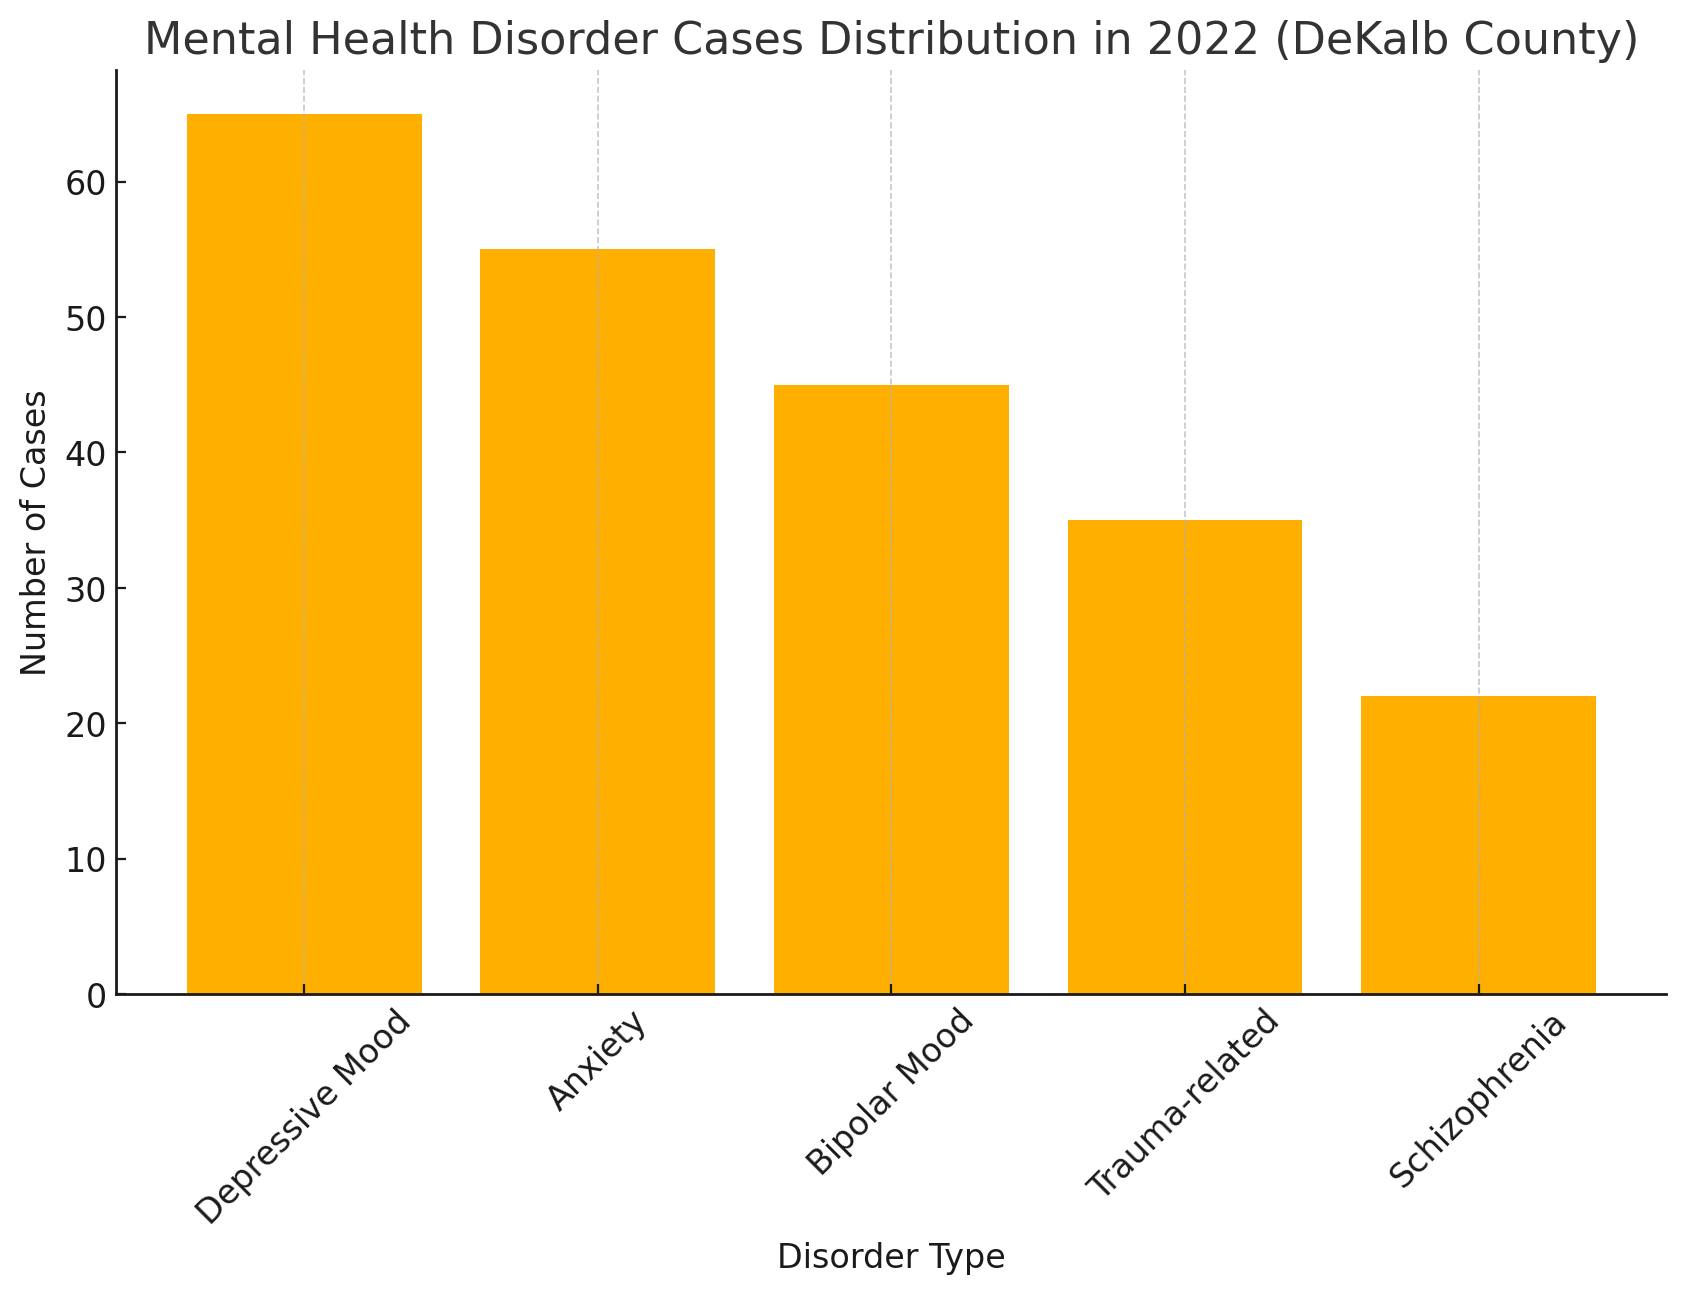 Mental Health Disorder Cases Distribution in 2022 (DeKalb County)
Number of Cases
60
50
40
30
20
10
0
Depressive Mood
Anxiety
Bipolar Mood
Trauma-related
Schizophrenia
Disorder Type